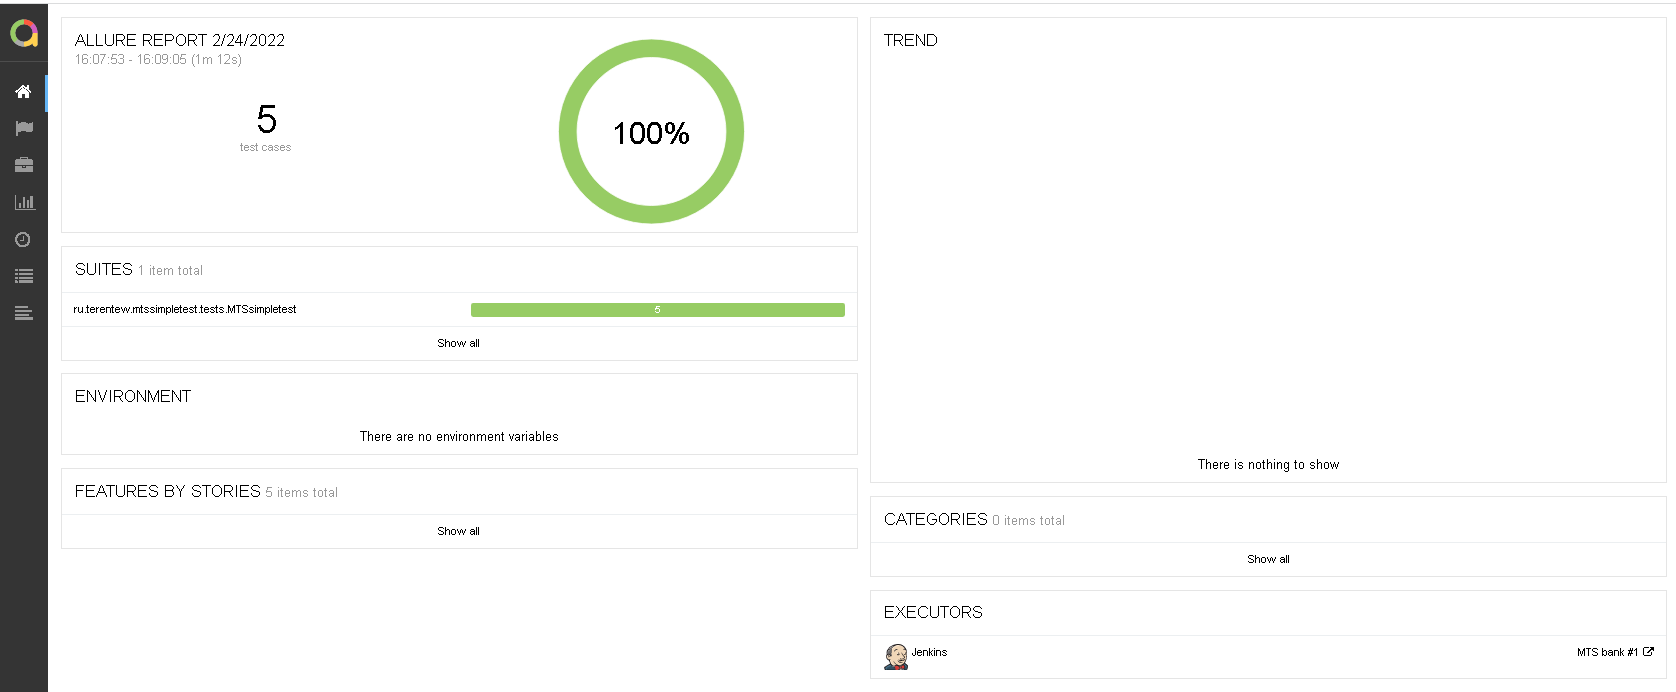 ALLURE REPORT 2/24/2022
16:07:53 - 16:09:05 (1m 12s)
5
test cases
100%
SUITES 1 item total
ru.terentew.mtssimpletest.tests.MTSsimpletest 5
Show all
ENVIRONMENT
There are no environment variables
FEATURES BY STORIES 5 items total
Show all
TREND
There is nothing to show
CATEGORIES 0 items total
Show all
EXECUTORS
Jenkins MTS bank #1